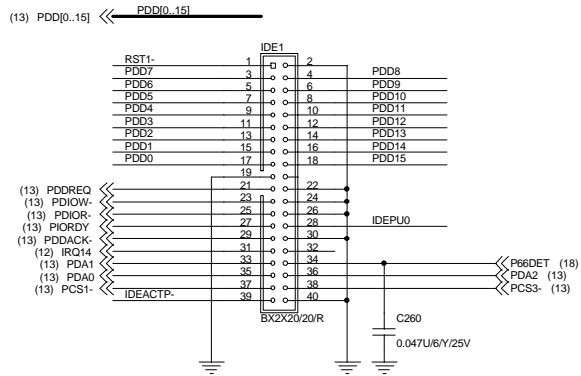 (13) PDD[0..15] PDD[0..15]
IDE1
RST1- 1 2
PDD7 3 4 PDD8
PDD6 5 6 PDD9
PDD5 7 8 PDD10
PDD4 9 10 PDD11
PDD3 11 12 PDD12
PDD2 13 14 PDD13
PDD1 15 16 PDD14
PDD0 17 18 PDD15
19
(13) PDDREQ 21 22
(13) PDIOW- 23 24
(13) PDIOR- 25 26
(13) PIORDY 27 28 IDEPU0
(13) PDDACK- 29 30
(12) IRQ14 31 32
(13) PDA1 33 34 P66DET (18)
(13) PDA0 35 36 PDA2 (13)
(13) PCS1- 37 38 PCS3- (13)
IDEACTP- 39 40
BX2X20/20/R
C260
0.047U/6/Y/25V